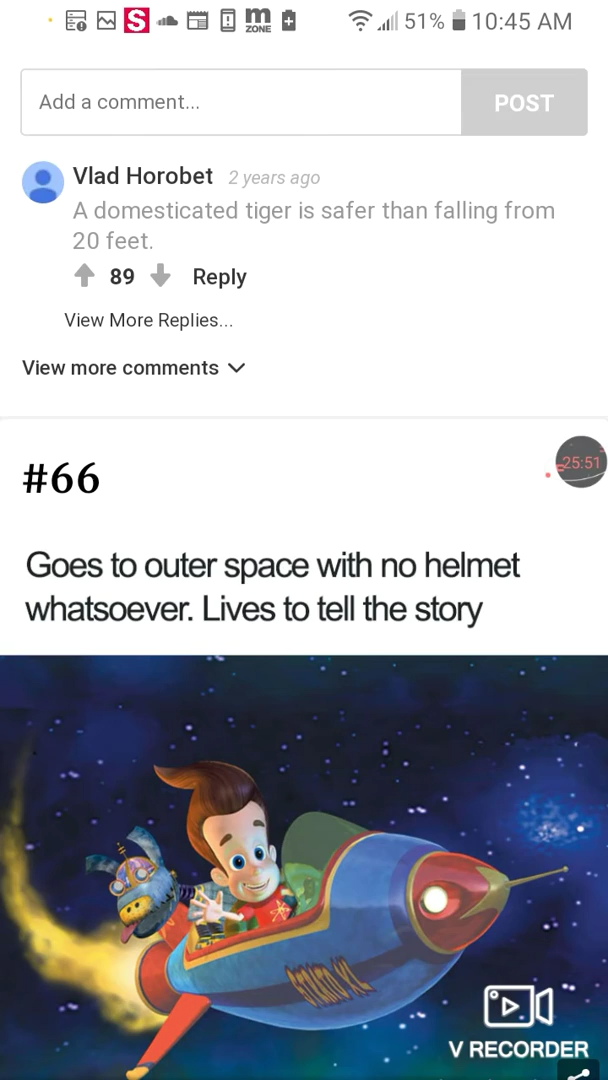 S
m
ZONE
51%
10:45 AM
Add a comment...
POST
Vlad Horobet 2 years ago
A domesticated tiger is safer than falling from
20 feet.
89 Reply
View More Replies...
View more comments
#66
25:51
Goes to outer space with no helmet
whatsoever. Lives to tell the story
V RECORDER